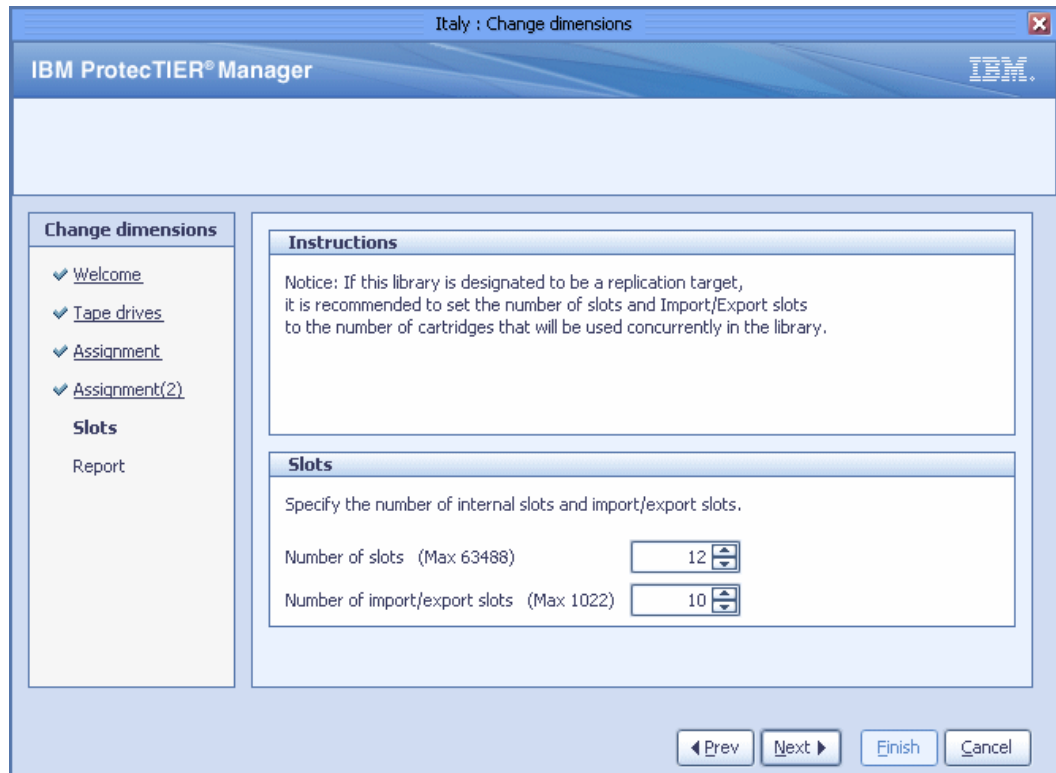 Italy : Change dimensions
IBM ProtecTIER® Manager
IBM.
Change dimensions
Welcome
Tape drives
Assignment
Assignment(2)
Slots
Report
Instructions
Notice: If this library is designated to be a replication target,
it is recommended to set the number of slots and Import/Export slots
to the number of cartridges that will be used concurrently in the library.
Slots
Specify the number of internal slots and import/export slots.
Number of slots (Max 63488) 12
Number of import/export slots (Max 1022) 10
Prev Next Finish Cancel